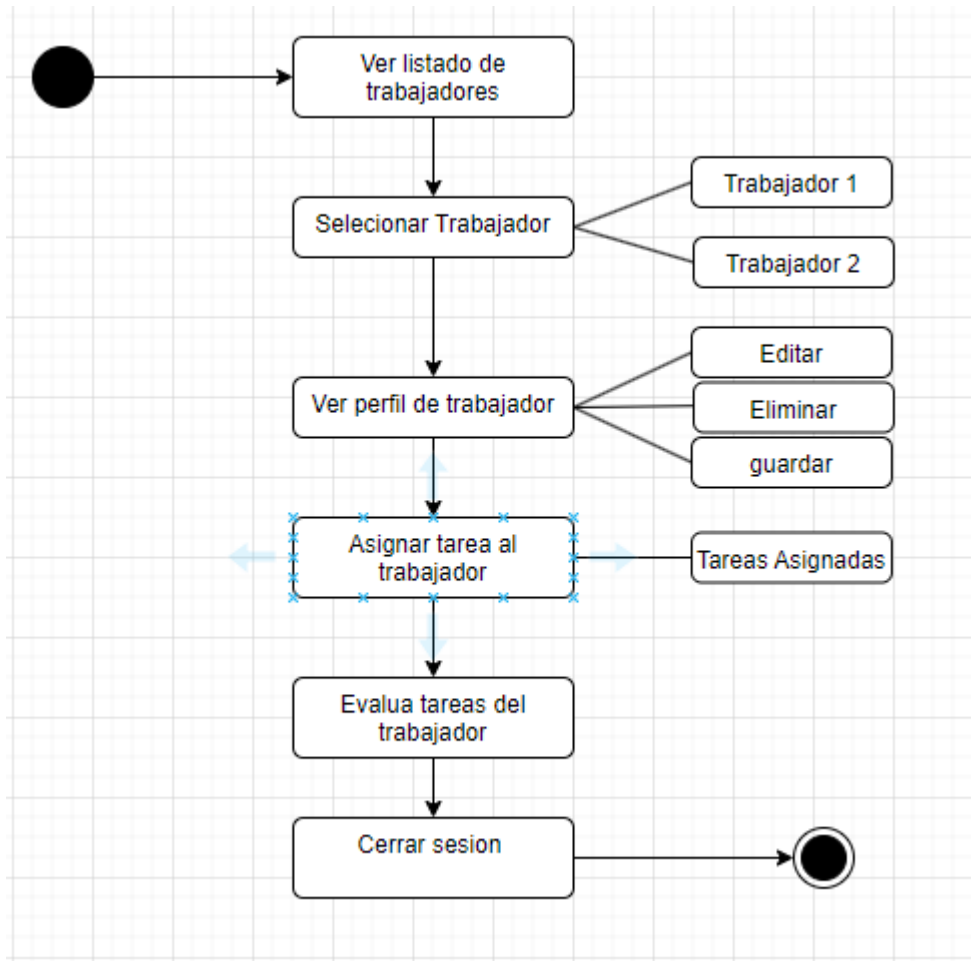 Ver listado de
trabajadores
Selecionar Trabajador
Trabajador 1
Trabajador 2
Ver perfil de trabajador
Editar
Eliminar
guardar
Asignar tarea al
trabajador
Tareas Asignadas
Evalua tareas del
trabajador
Cerrar sesion